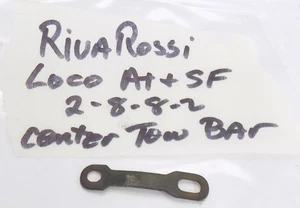 RivaRossi
Loco At+SF
2-8-8-2
Center Tow Bar